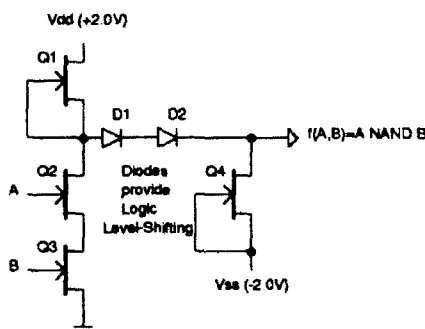 Vdd (+2.0V)
Q1
D1
D2
f(A,B)=A NAND B
Q2
A
Diodes
provide
Logic
Level-Shifting
Q4
Q3
B
Vss (-2.0V)